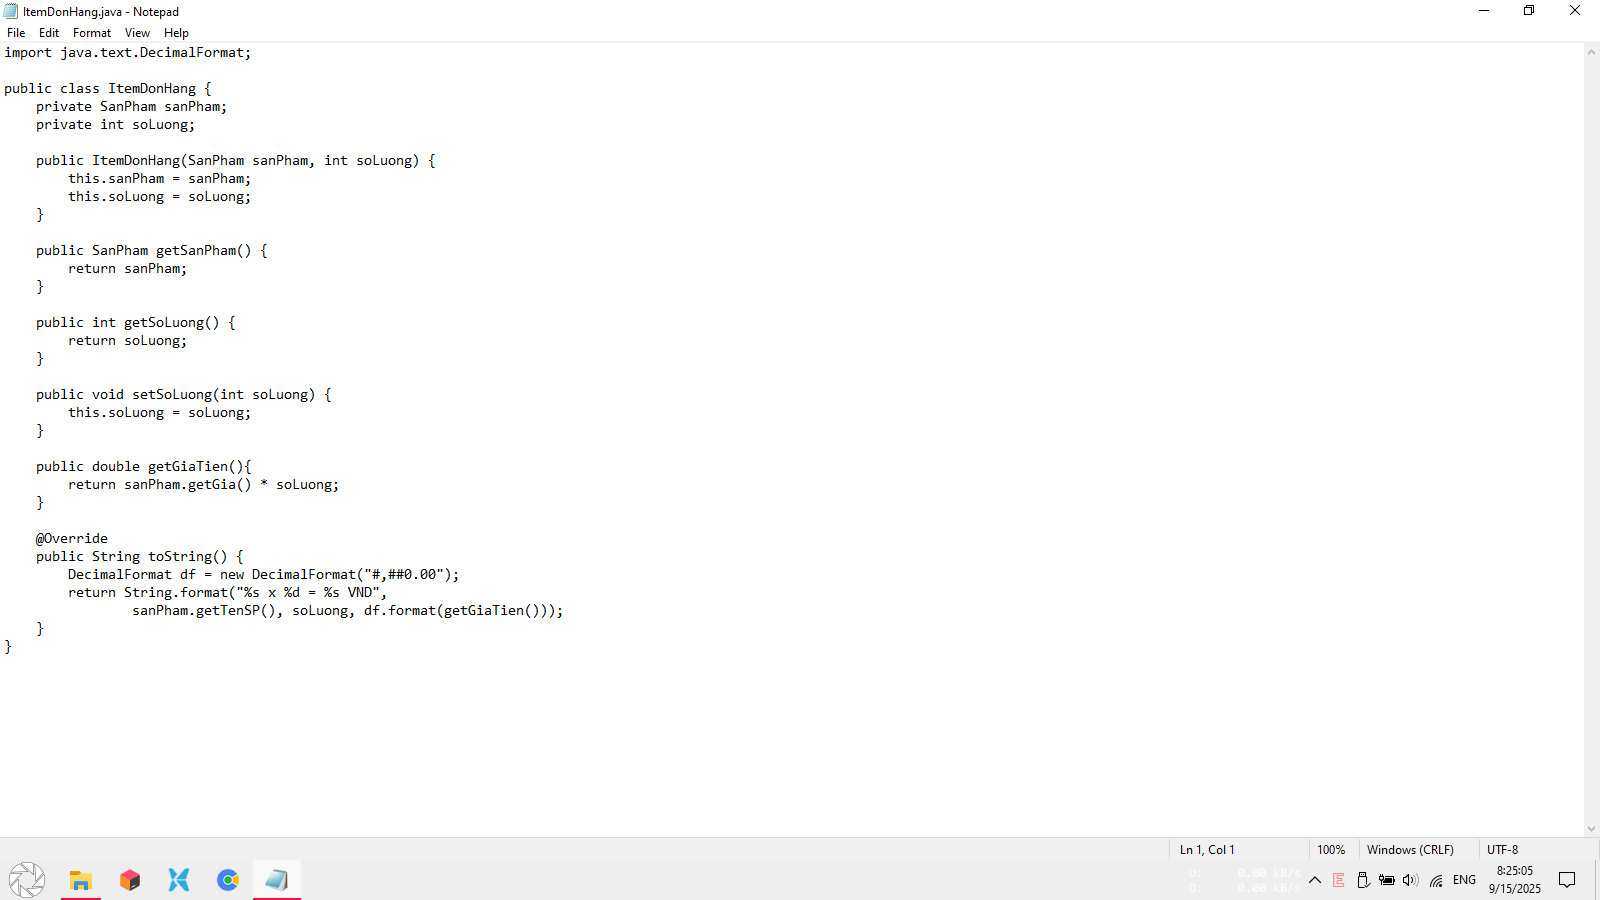 ItemDonHang.java - Notepad
File Edit Format View Help
import java.text.DecimalFormat;

public class ItemDonHang {
    private SanPham sanPham;
    private int soLuong;

    public ItemDonHang(SanPham sanPham, int soLuong) {
        this.sanPham = sanPham;
        this.soLuong = soLuong;
    }

    public SanPham getSanPham() {
        return sanPham;
    }

    public int getSoLuong() {
        return soLuong;
    }

    public void setSoLuong(int soLuong) {
        this.soLuong = soLuong;
    }

    public double getGiaTien(){
        return sanPham.getGia() * soLuong;
    }

    @Override
    public String toString() {
        DecimalFormat df = new DecimalFormat("#,##0.00");
        return String.format("%s x %d = %s VND",
                sanPham.getTenSP(), soLuong, df.format(getGiaTien()));
    }
}
Ln 1, Col 1 100% Windows (CRLF) UTF-8
U: 0.00 kB/s
D: 0.00 kB/s
E ENG
8:25:05
9/15/2025